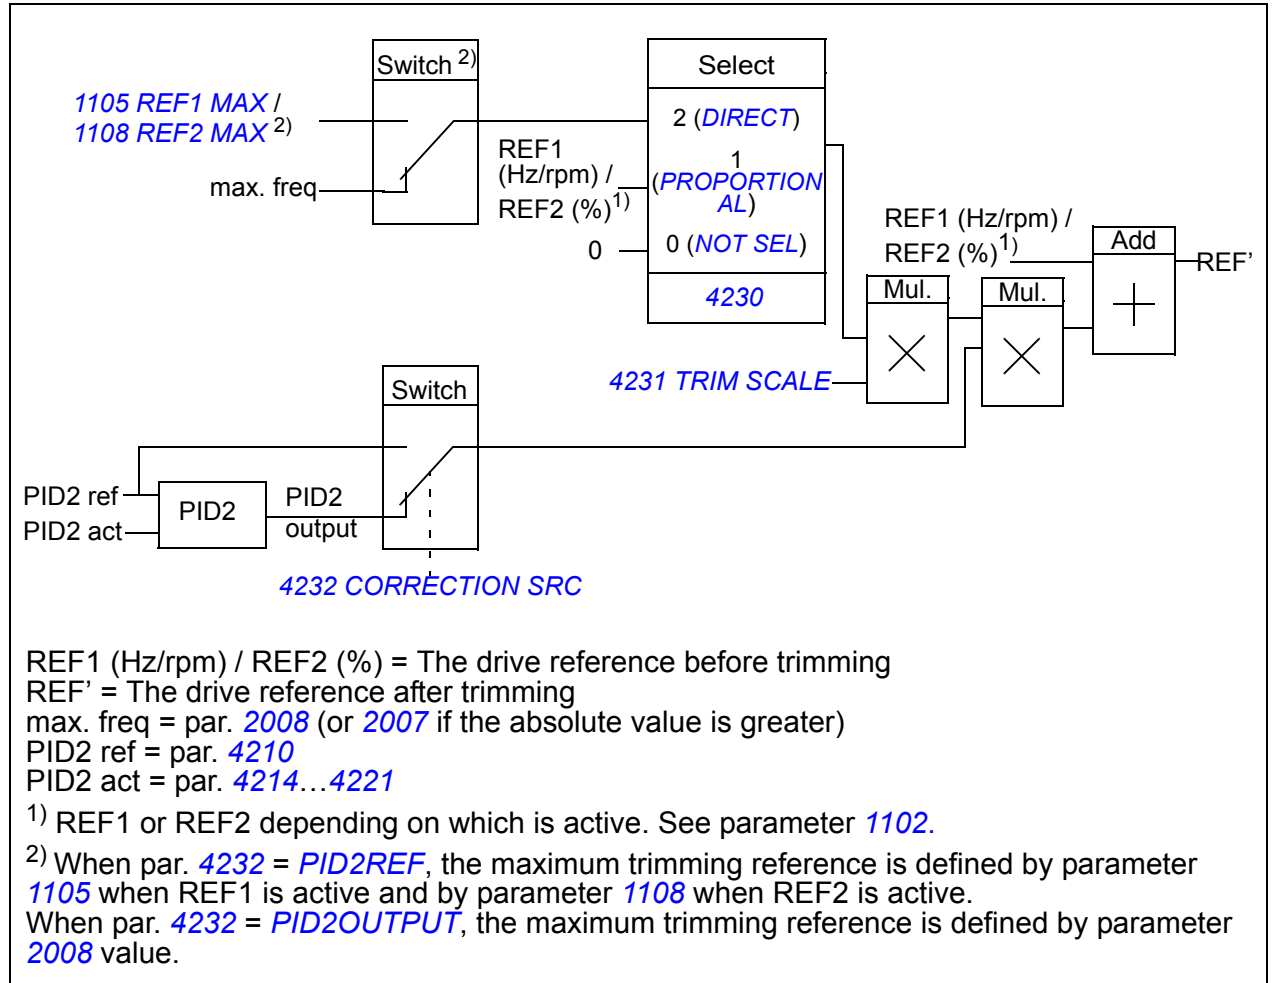 Switch 2)
Select
1105 REF1 MAX /
1108 REF2 MAX 2)
2 (DIRECT)
REF1
(Hz/rpm) /
REF2 (%)1)
1
(PROPORTION
AL)
max. freq
0
0 (NOT SEL)
4230
REF1 (Hz/rpm) /
REF2 (%)1)
Add
REF’
Mul.
Mul.
4231 TRIM SCALE
Switch
PID2 ref
PID2 act
PID2
PID2
output
4232 CORRECTION SRC
REF1 (Hz/rpm) / REF2 (%) = The drive reference before trimming
REF’ = The drive reference after trimming
max. freq = par. 2008 (or 2007 if the absolute value is greater)
PID2 ref = par. 4210
PID2 act = par. 4214…4221
1) REF1 or REF2 depending on which is active. See parameter 1102.
2) When par. 4232 = PID2REF, the maximum trimming reference is defined by parameter
1105 when REF1 is active and by parameter 1108 when REF2 is active.
When par. 4232 = PID2OUTPUT, the maximum trimming reference is defined by parameter
2008 value.